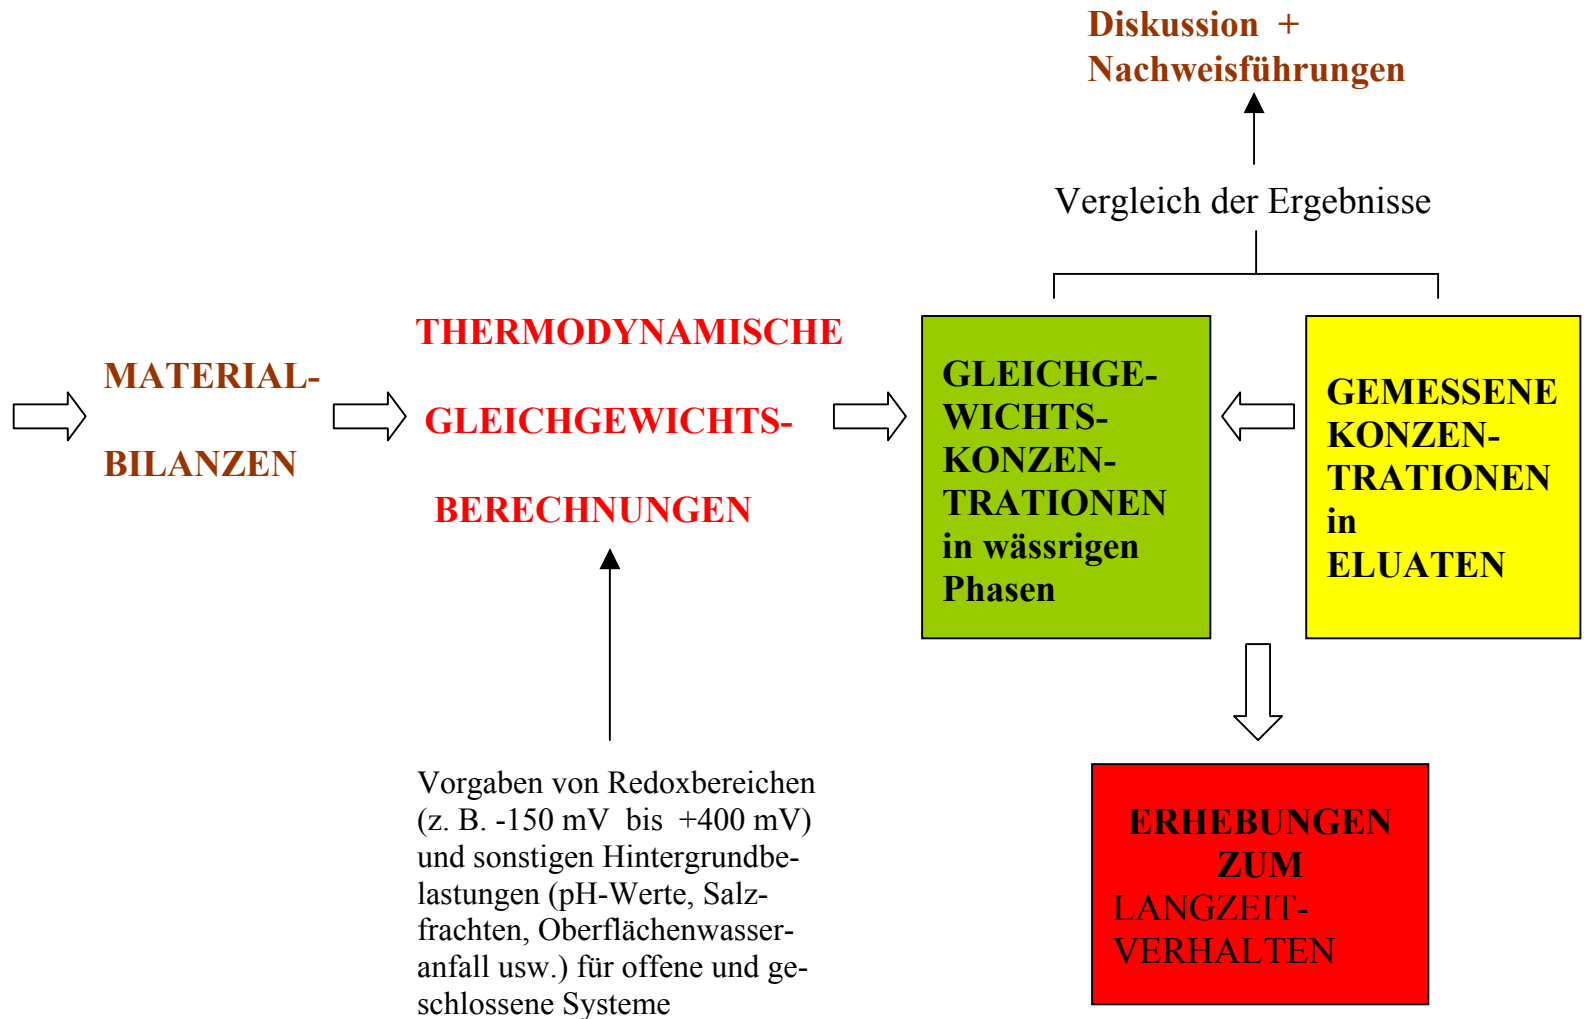 Diskussion +
Nachweisführungen
Vergleich der Ergebnisse
MATERIAL-
BILANZEN
THERMODYNAMISCHE
GLEICHGEWICHTS-
BERECHNUNGEN
GLEICHGE-
WICHTS-
KONZEN-
TRATIONEN
in wässrigen
Phasen
GEMESSENE
KONZEN-
TRATIONEN
in
ELUATEN
Vorgaben von Redoxbereichen
(z. B. -150 mV bis +400 mV)
und sonstigen Hintergrundbe-
lastungen (pH-Werte, Salz-
frachten, Oberflächenwasser-
anfall usw.) für offene und ge-
schlossene Systeme
ERHEBUNGEN
ZUM
LANGZEIT-
VERHALTEN